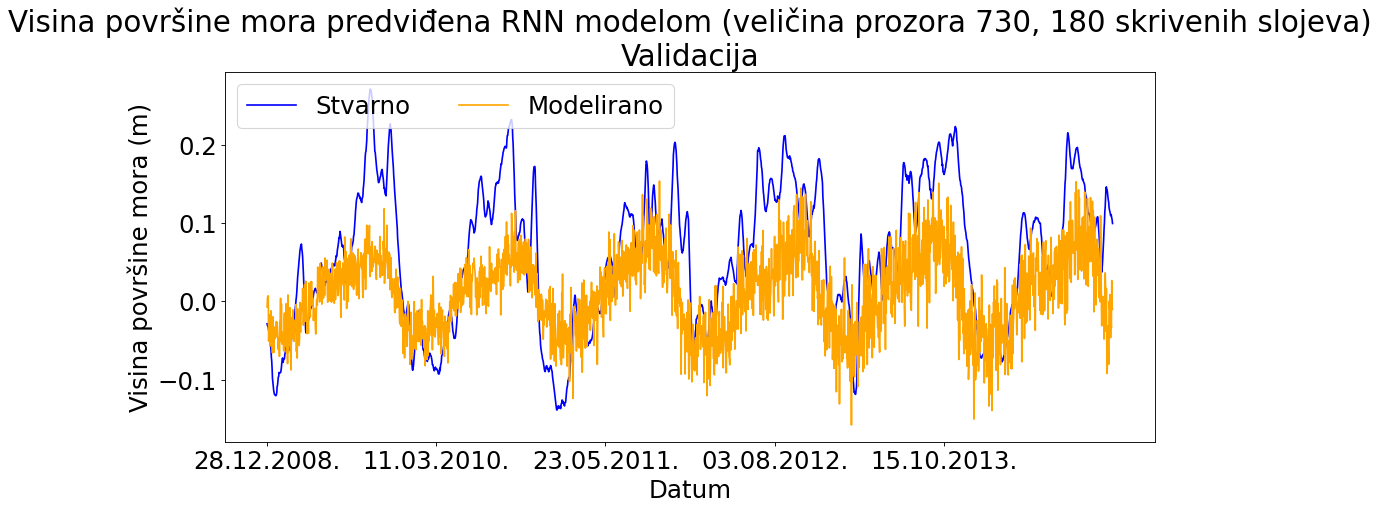 Visina površine mora predviđena RNN modelom (veličina prozora 730, 180 skrivenih slojeva)
Validacija
Stvarno Modelirano
Visina površine mora (m)
0.2
0.1
0.0
−0.1
28.12.2008. 11.03.2010. 23.05.2011. 03.08.2012. 15.10.2013.
Datum